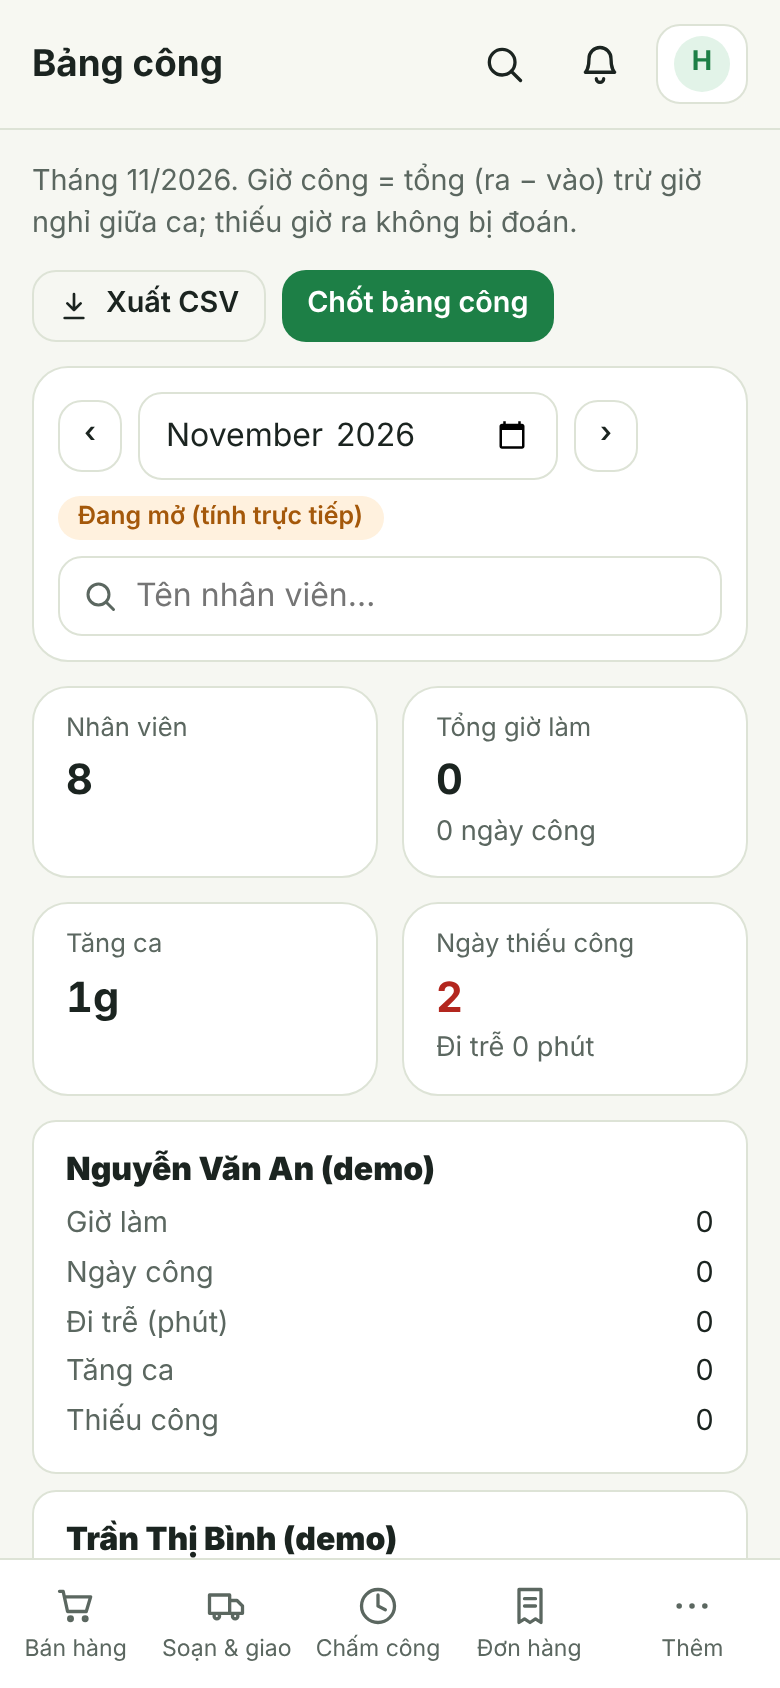 Bảng công
H
Tháng 11/2026. Giờ công = tổng (ra – vào) trừ giờ
nghỉ giữa ca; thiếu giờ ra không bị đoán.
Xuất CSV
Chốt bảng công
‹
November 2026
›
Đang mở (tính trực tiếp)
Tên nhân viên...
Nhân viên
8
Tổng giờ làm
0
0 ngày công
Tăng ca
1g
Ngày thiếu công
2
Đi trễ 0 phút
Nguyễn Văn An (demo)
Giờ làm 0
Ngày công 0
Đi trễ (phút) 0
Tăng ca 0
Thiếu công 0
Trần Thị Bình (demo)
Bán hàng
Soạn & giao
Chấm công
Đơn hàng
Thêm